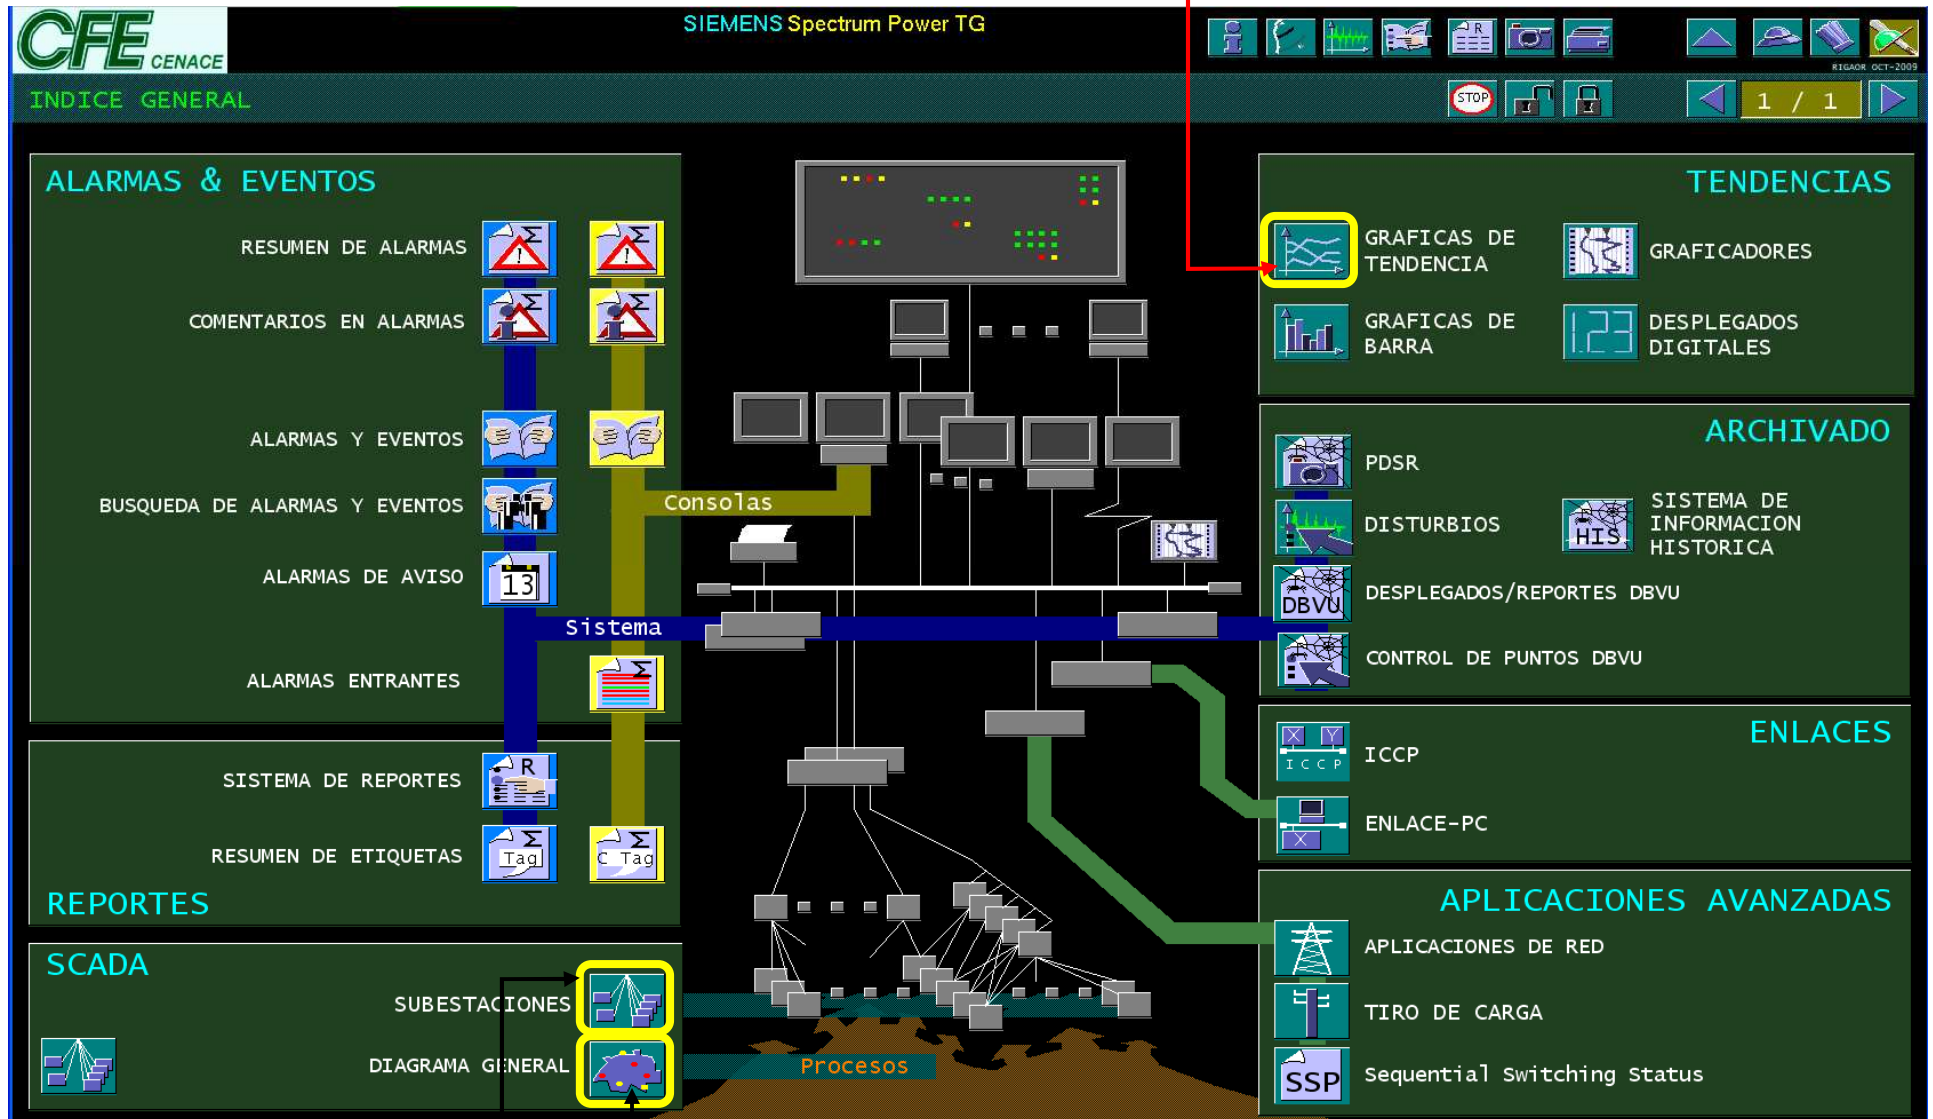 CFE CENACE
SIEMENS Spectrum Power TG
R
RIGAOR OCT-2009
INDICE GENERAL
STOP
1 / 1
ALARMAS & EVENTOS
RESUMEN DE ALARMAS
Σ
!
Σ
!
COMENTARIOS EN ALARMAS
Σ
i
Σ
i
ALARMAS Y EVENTOS
BUSQUEDA DE ALARMAS Y EVENTOS
ALARMAS DE AVISO
13
ALARMAS ENTRANTES
Σ
Consolas
Sistema
SISTEMA DE REPORTES
R
RESUMEN DE ETIQUETAS
Σ
Tag
Σ
C Tag
REPORTES
SCADA
SUBESTACIONES
DIAGRAMA GENERAL
Procesos
TENDENCIAS
GRAFICAS DE
TENDENCIA
GRAFICADORES
GRAFICAS DE
BARRA
1.23
DESPLEGADOS
DIGITALES
ARCHIVADO
PDSR
DISTURBIOS
HIS
SISTEMA DE
INFORMACION
HISTORICA
DBVU
DESPLEGADOS/REPORTES DBVU
CONTROL DE PUNTOS DBVU
ENLACES
X Y
I C C P
ICCP
X
ENLACE-PC
APLICACIONES AVANZADAS
APLICACIONES DE RED
TIRO DE CARGA
SSP
Sequential Switching Status